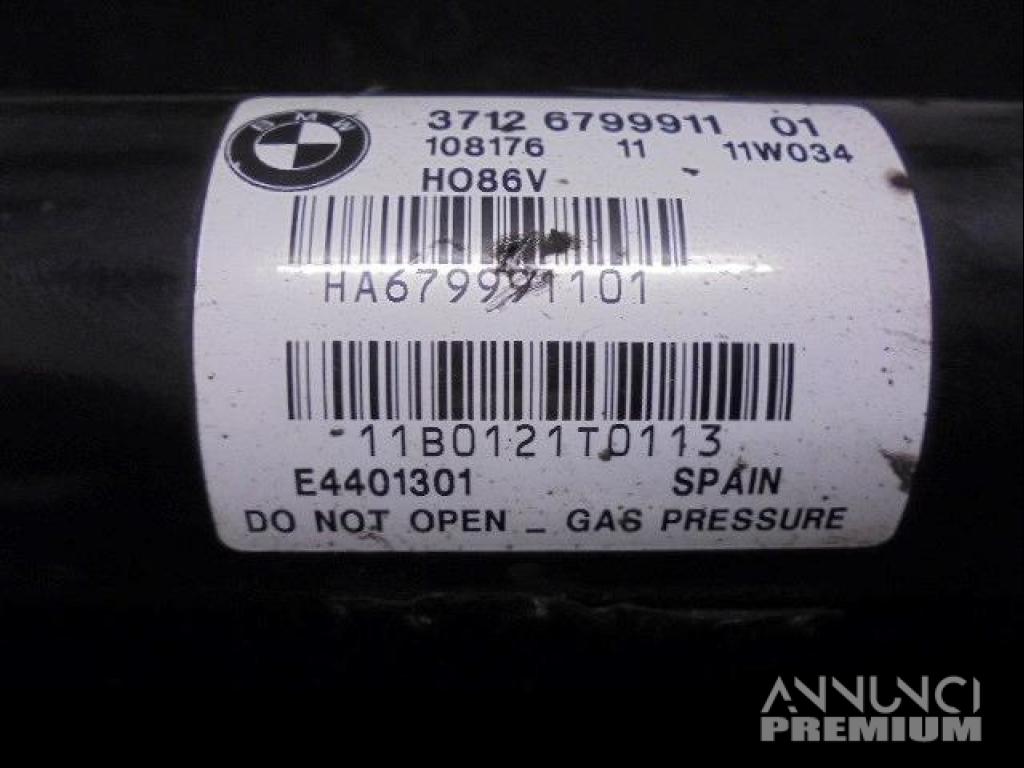 BMW
3712 6799911 01
108176 11 11W034
HO86V
HA679991101
11B0121T0113
E4401301 SPAIN
DO NOT OPEN _ GAS PRESSURE
ANNUNCI
PREMIUM